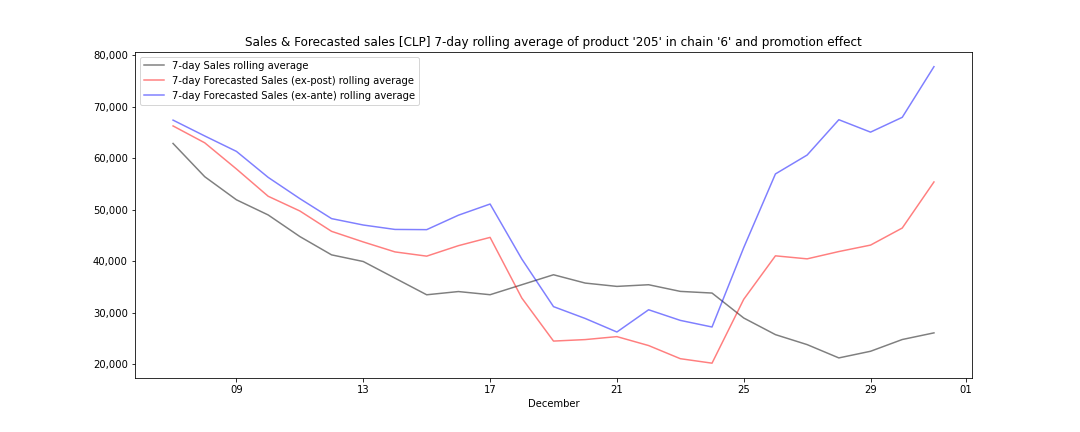 Sales & Forecasted sales [CLP] 7-day rolling average of product '205' in chain '6' and promotion effect
80,000
70,000
60,000
50,000
40,000
30,000
20,000
7-day Sales rolling average
7-day Forecasted Sales (ex-post) rolling average
7-day Forecasted Sales (ex-ante) rolling average
09 13 17 21 25 29 01
December